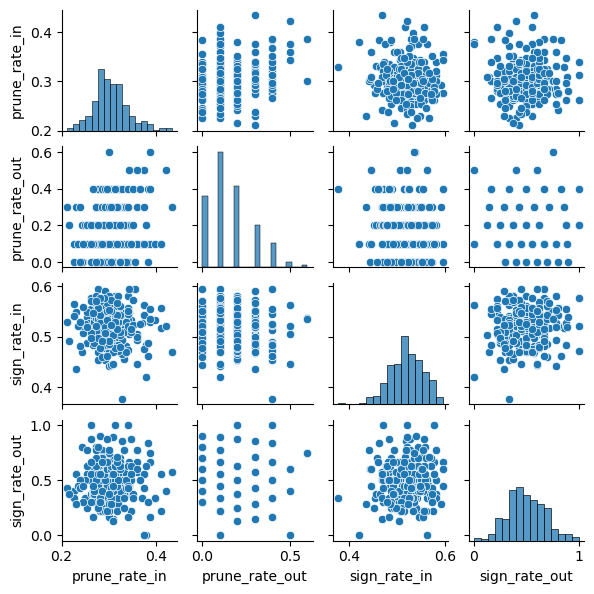 prune_rate_in
0.4
0.3
0.2
prune_rate_out
0.6
0.4
0.2
0.0
sign_rate_in
0.6
0.5
0.4
sign_rate_out
1.0
0.5
0.0
0.2 0.4 0.0 0.5 0.4 0.6 0 1
prune_rate_in prune_rate_out sign_rate_in sign_rate_out